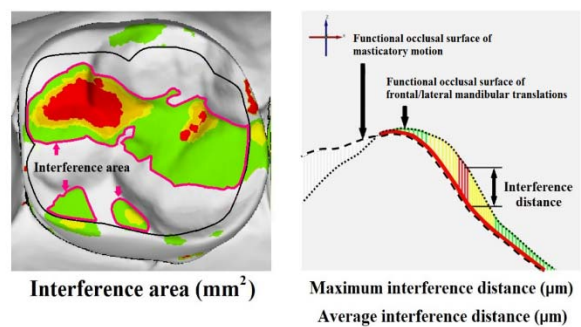 Interference area
Interference area (mm²)
Functional occlusal surface of
masticatory motion
Functional occlusal surface of
frontal/lateral mandibular translations
Interference
distance
Maximum interference distance (μm)
Average interference distance (μm)